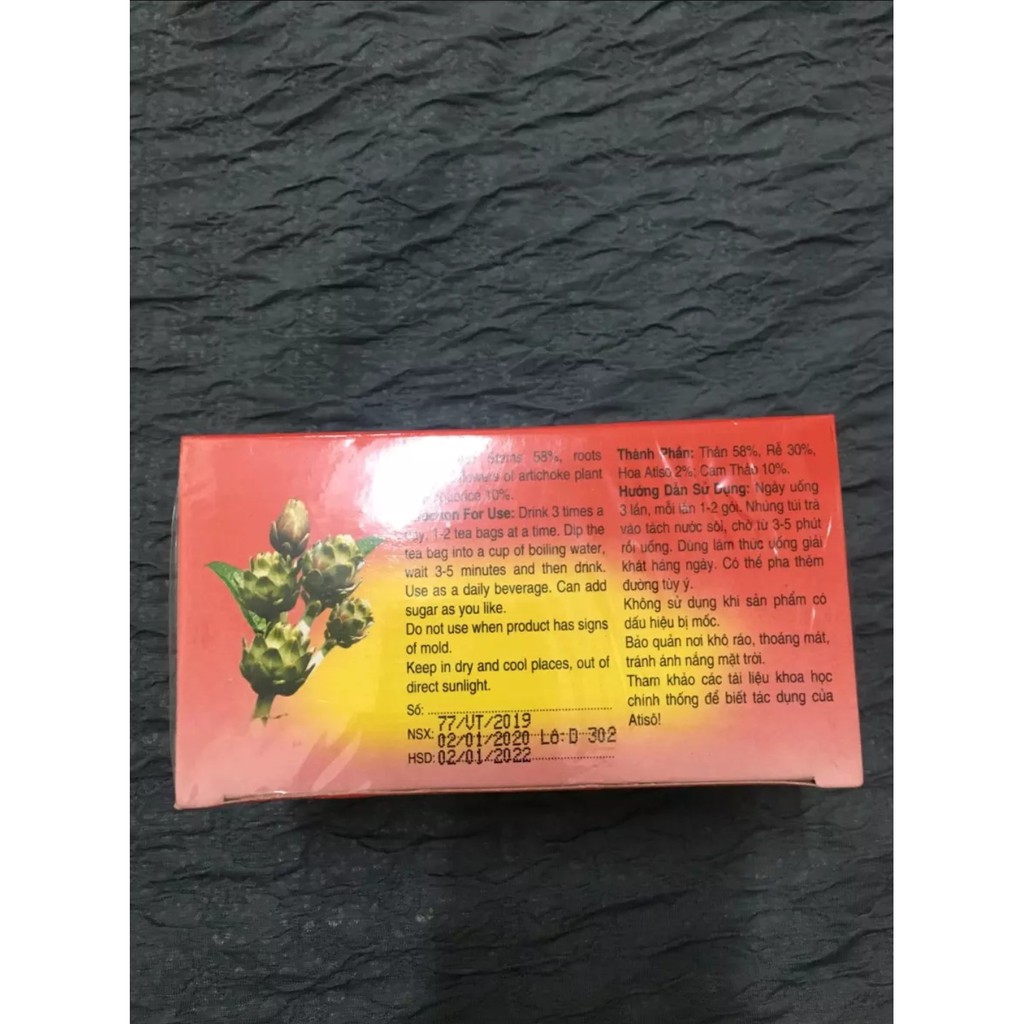 Stems 58%, roots
of artichoke plant
10%.
For Use: Drink 3 times a
1-2 tea bags at a time. Dip the
tea bag into a cup of boiling water,
wait 3-5 minutes and then drink.
Use as a daily beverage. Can add
sugar as you like.
Do not use when product has signs
of mold.
Keep in dry and cool places, out of
direct sunlight.
Số: 77/VT/2019
NSX: 02/01/2020 Lô: D 302
HSD: 02/01/2022
Thành Phần: Thân 58%, Rễ 30%,
Hoa Atisô 2%; Cam Thảo 10%.
Hướng Dẫn Sử Dụng: Ngày uống
3 lần, mỗi lần 1-2 gói. Nhúng túi trà
vào tách nước sôi, chờ từ 3-5 phút
rồi uống. Dùng làm thức uống giải
khát hàng ngày. Có thể pha thêm
đường tùy ý.
Không sử dụng khi sản phẩm có
dấu hiệu bị mốc.
Bảo quản nơi khô ráo, thoáng mát,
tránh ánh nắng mặt trời.
Tham khảo các tài liệu khoa học
chính thống để biết tác dụng của
Atisô!